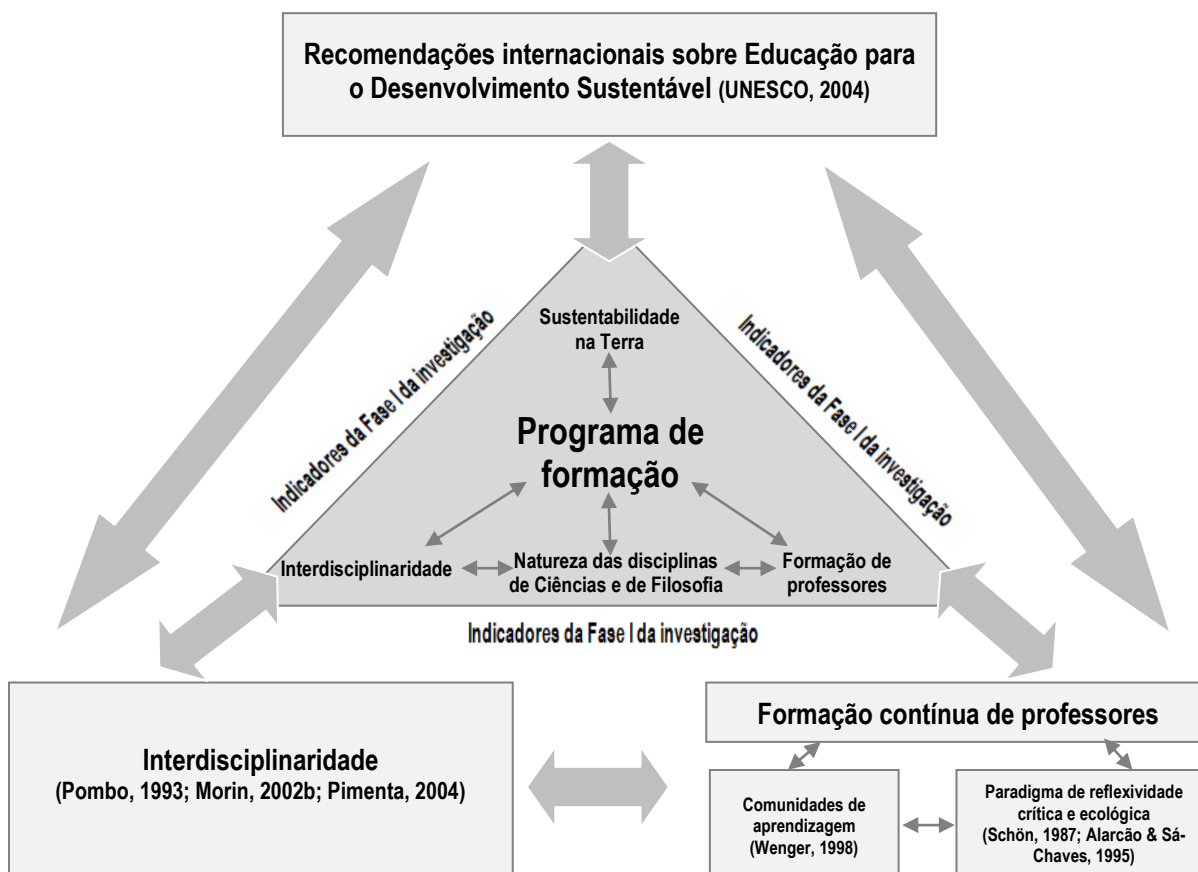 Recomendações internacionais sobre Educação para
o Desenvolvimento Sustentável (UNESCO, 2004)
Indicadores da Fase I da investigação
Indicadores da Fase I da investigação
Sustentabilidade
na Terra
Programa de
formação
Interdisciplinaridade
Natureza das disciplinas
de Ciências e de Filosofia
Formação de
professores
Indicadores da Fase I da investigação
Interdisciplinaridade
(Pombo, 1993; Morin, 2002b; Pimenta, 2004)
Formação contínua de professores
Comunidades de
aprendizagem
(Wenger, 1998)
Paradigma de reflexividade
crítica e ecológica
(Schön, 1987; Alarcão & Sá-
Chaves, 1995)